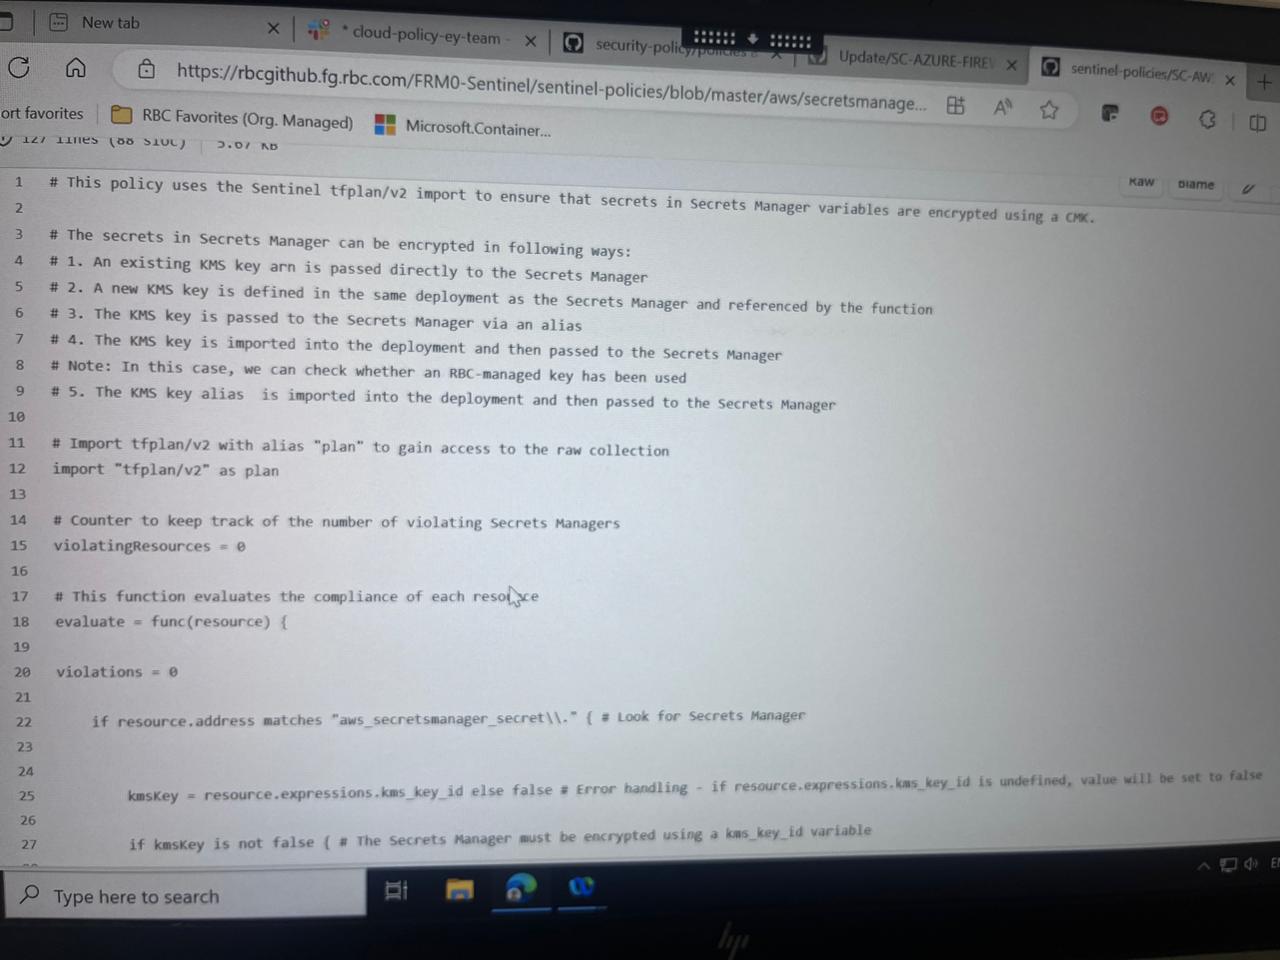 New tab
* cloud-policy-ey-team -
security-policy/policies
Update/SC-AZURE-FIREW
sentinel-policies/SC-AW
https://rbcgithub.fg.rbc.com/FRM0-Sentinel/sentinel-policies/blob/master/aws/secretsmanage...
ort favorites
RBC Favorites (Org. Managed)
Microsoft.Container...
127 lines (88 sloc)
5.67 KB
Raw
Blame
1 # This policy uses the Sentinel tfplan/v2 import to ensure that secrets in Secrets Manager variables are encrypted using a CMK.
2
3 # The secrets in Secrets Manager can be encrypted in following ways:
4 # 1. An existing KMS key arn is passed directly to the Secrets Manager
5 # 2. A new KMS key is defined in the same deployment as the Secrets Manager and referenced by the function
6 # 3. The KMS key is passed to the Secrets Manager via an alias
7 # 4. The KMS key is imported into the deployment and then passed to the Secrets Manager
8 # Note: In this case, we can check whether an RBC-managed key has been used
9 # 5. The KMS key alias  is imported into the deployment and then passed to the Secrets Manager
10
11 # Import tfplan/v2 with alias "plan" to gain access to the raw collection
12 import "tfplan/v2" as plan
13
14 # Counter to keep track of the number of violating Secrets Managers
15 violatingResources = 0
16
17 # This function evaluates the compliance of each resource
18 evaluate = func(resource) {
19
20 violations = 0
21
22 if resource.address matches "aws_secretsmanager_secret\\." { # Look for Secrets Manager
23
24
25 kmsKey = resource.expressions.kms_key_id else false # Error handling - if resource.expressions.kms_key_id is undefined, value will be set to false
26
27 if kmsKey is not false { # The Secrets Manager must be encrypted using a kms_key_id variable
Type here to search
hp